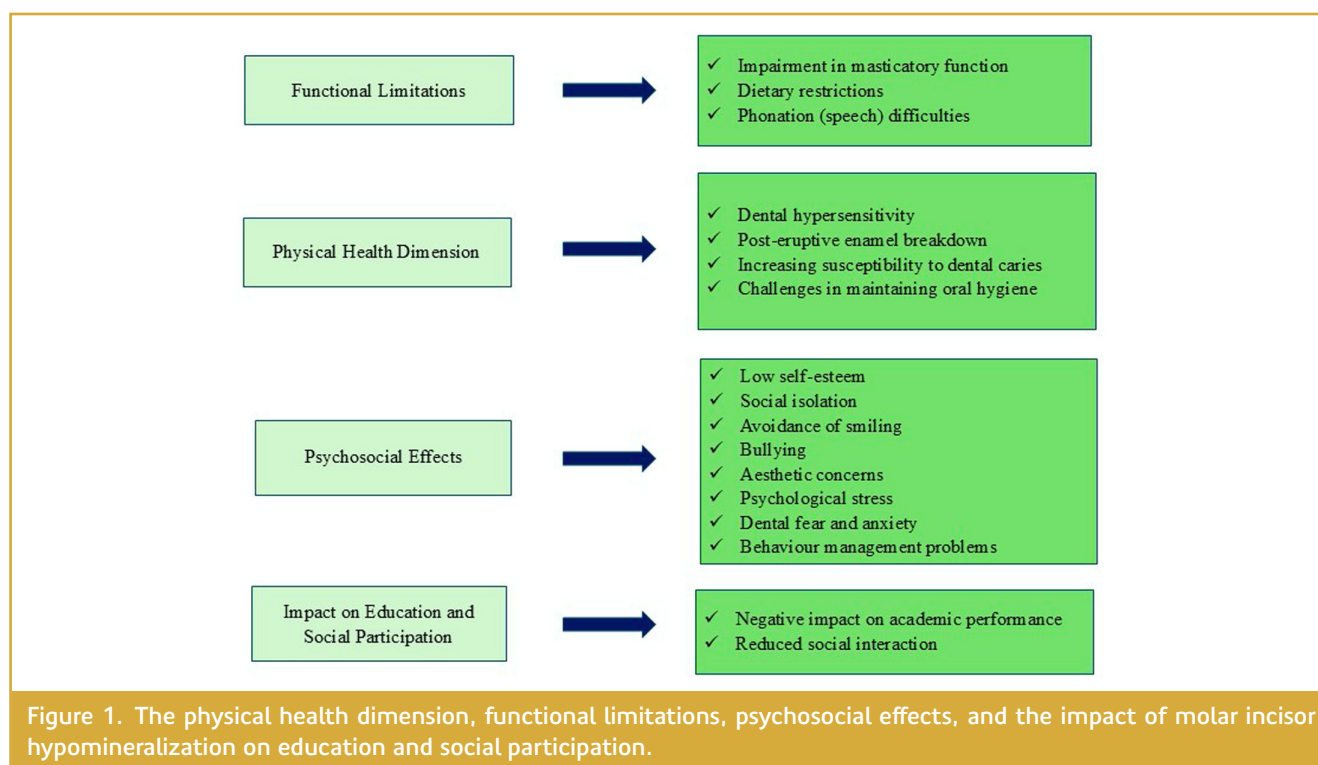 Functional Limitations
✓ Impairment in masticatory function
✓ Dietary restrictions
✓ Phonation (speech) difficulties
Physical Health Dimension
✓ Dental hypersensitivity
✓ Post-eruptive enamel breakdown
✓ Increasing susceptibility to dental caries
✓ Challenges in maintaining oral hygiene
Psychosocial Effects
✓ Low self-esteem
✓ Social isolation
✓ Avoidance of smiling
✓ Bullying
✓ Aesthetic concerns
✓ Psychological stress
✓ Dental fear and anxiety
✓ Behaviour management problems
Impact on Education and
Social Participation
✓ Negative impact on academic performance
✓ Reduced social interaction
Figure 1. The physical health dimension, functional limitations, psychosocial effects, and the impact of molar incisor
hypomineralization on education and social participation.